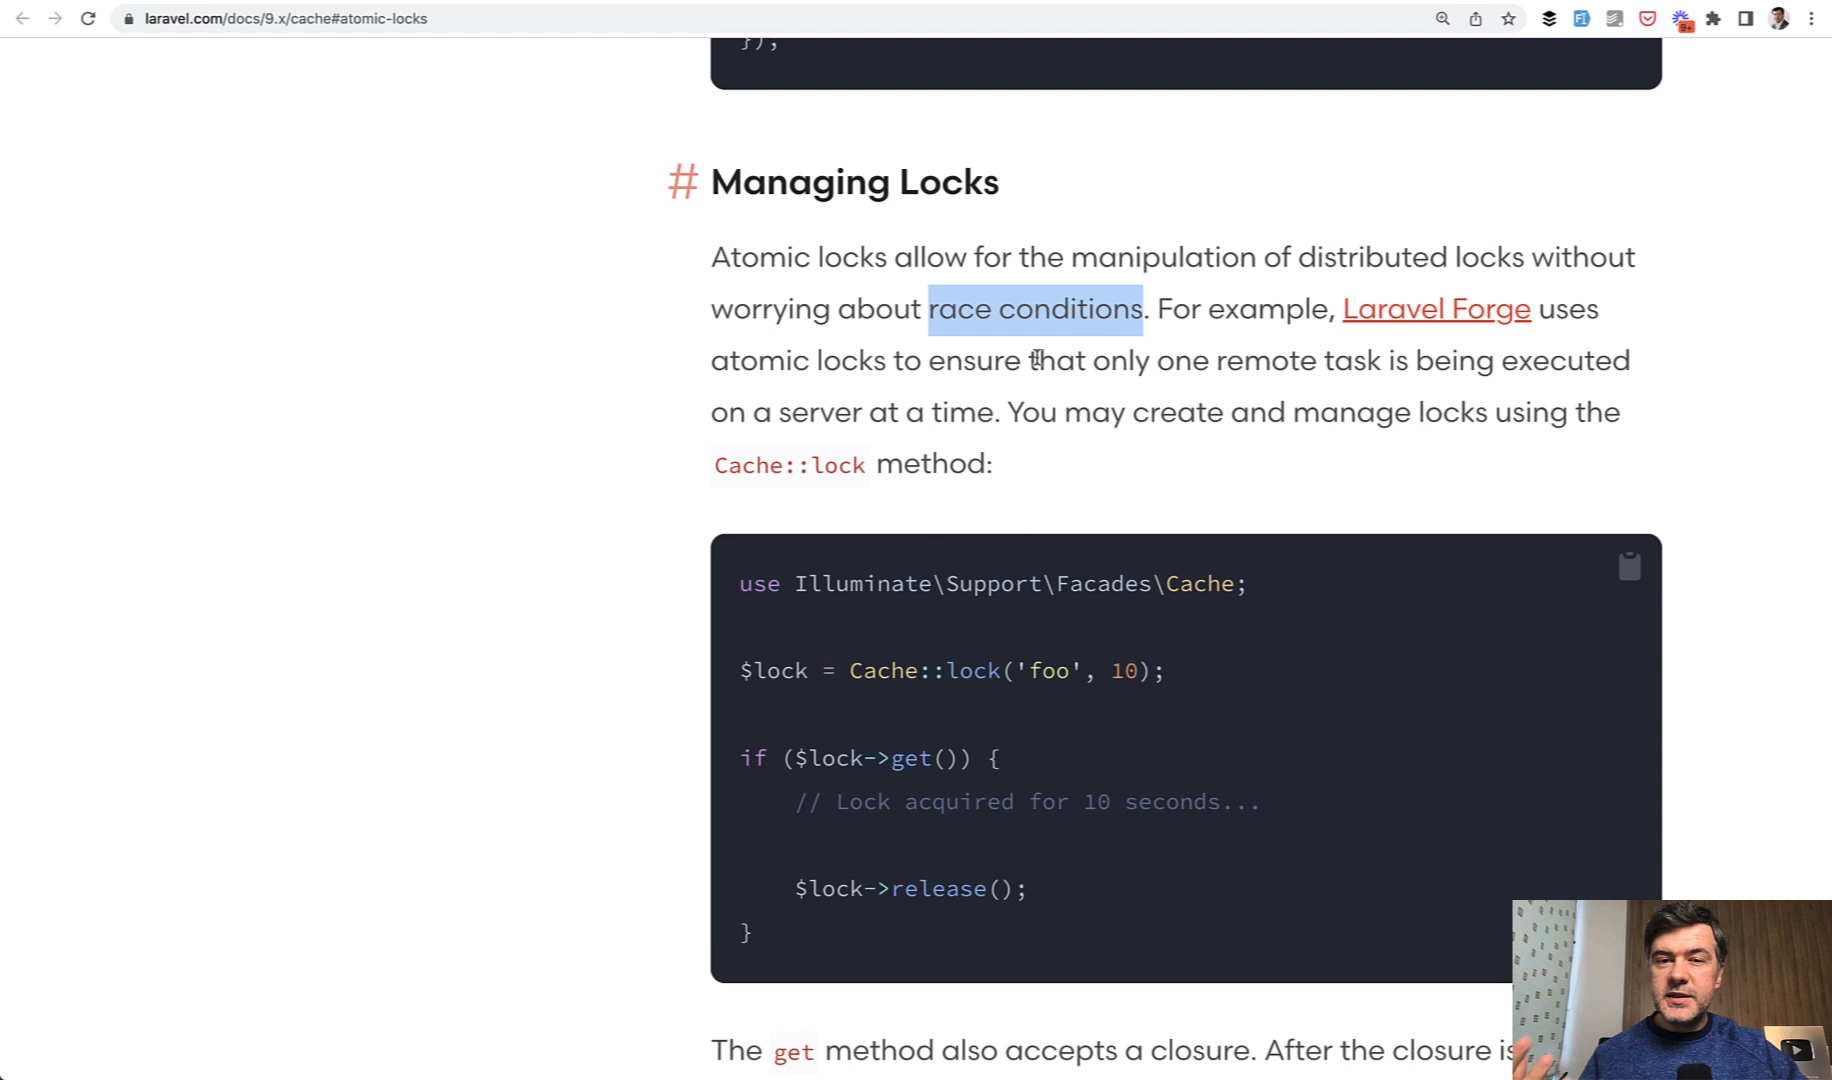 laravel.com/docs/9.x/cache#atomic-locks
9+
});
# Managing Locks
Atomic locks allow for the manipulation of distributed locks without
worrying about race conditions. For example, Laravel Forge uses
atomic locks to ensure that only one remote task is being executed
on a server at a time. You may create and manage locks using the
Cache::lock method:
use Illuminate\Support\Facades\Cache;
$lock = Cache::lock('foo', 10);
if ($lock->get()) {
// Lock acquired for 10 seconds...
$lock->release();
}
The get method also accepts a closure. After the closure is